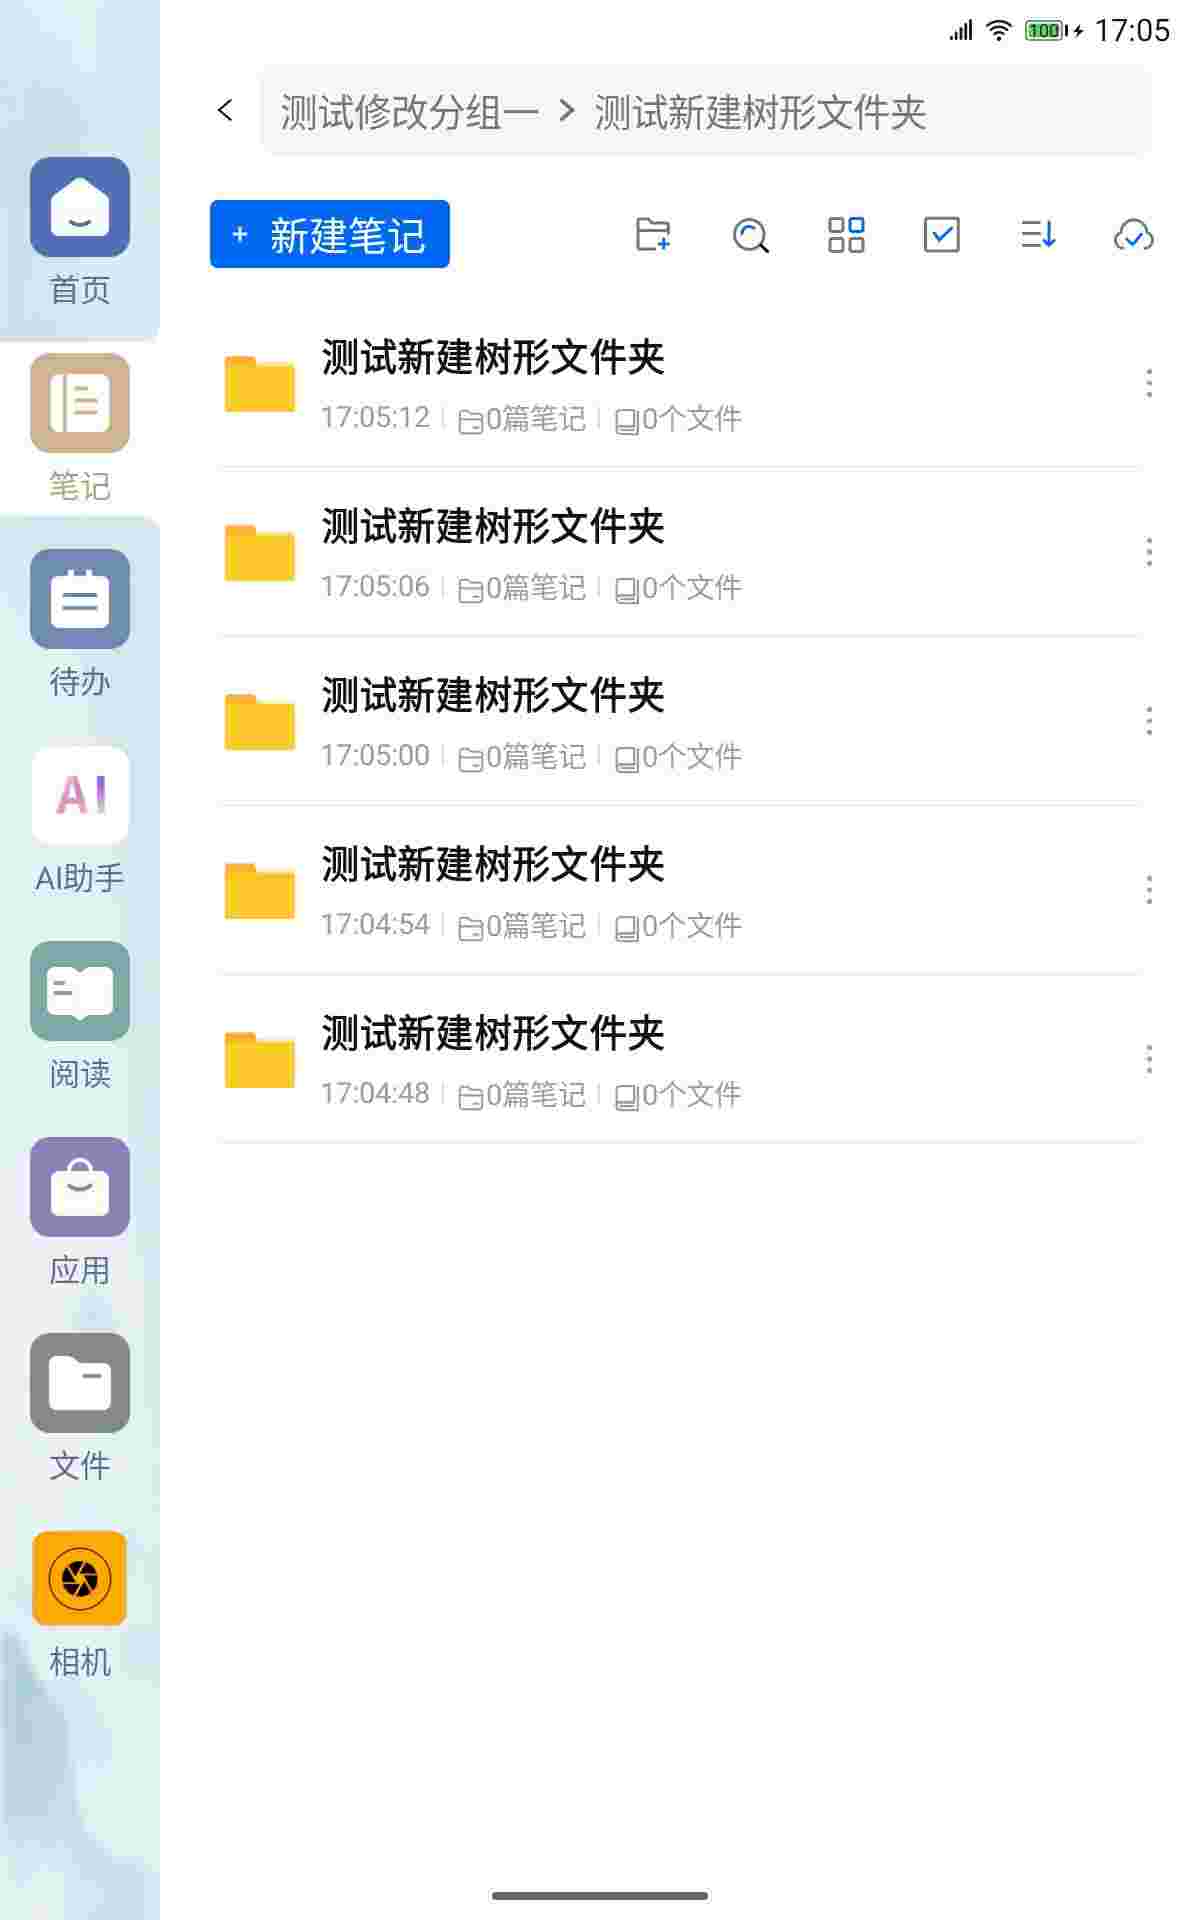 100 17:05
测试修改分组一 > 测试新建树形文件夹
+ 新建笔记
首页
笔记
待办
AI
AI助手
阅读
应用
文件
相机
测试新建树形文件夹
17:05:12 0篇笔记 0个文件
测试新建树形文件夹
17:05:06 0篇笔记 0个文件
测试新建树形文件夹
17:05:00 0篇笔记 0个文件
测试新建树形文件夹
17:04:54 0篇笔记 0个文件
测试新建树形文件夹
17:04:48 0篇笔记 0个文件